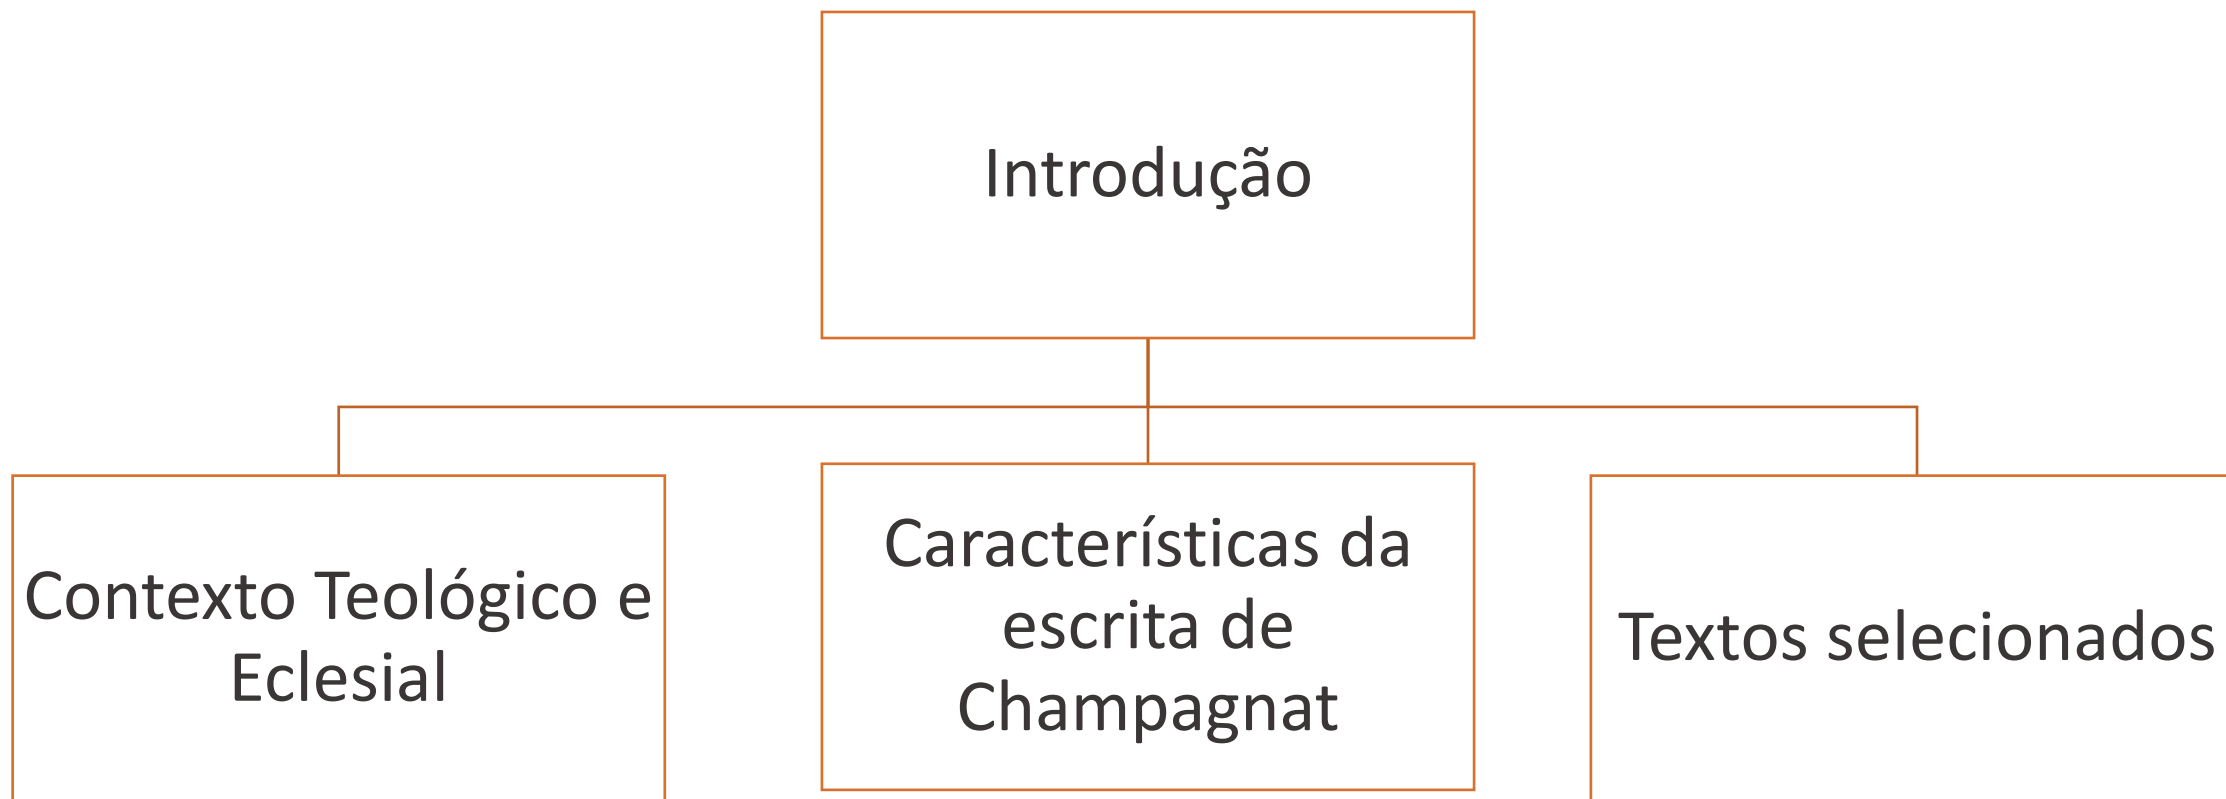 Introdução
Contexto Teológico e
Eclesial
Características da
escrita de
Champagnat
Textos selecionados